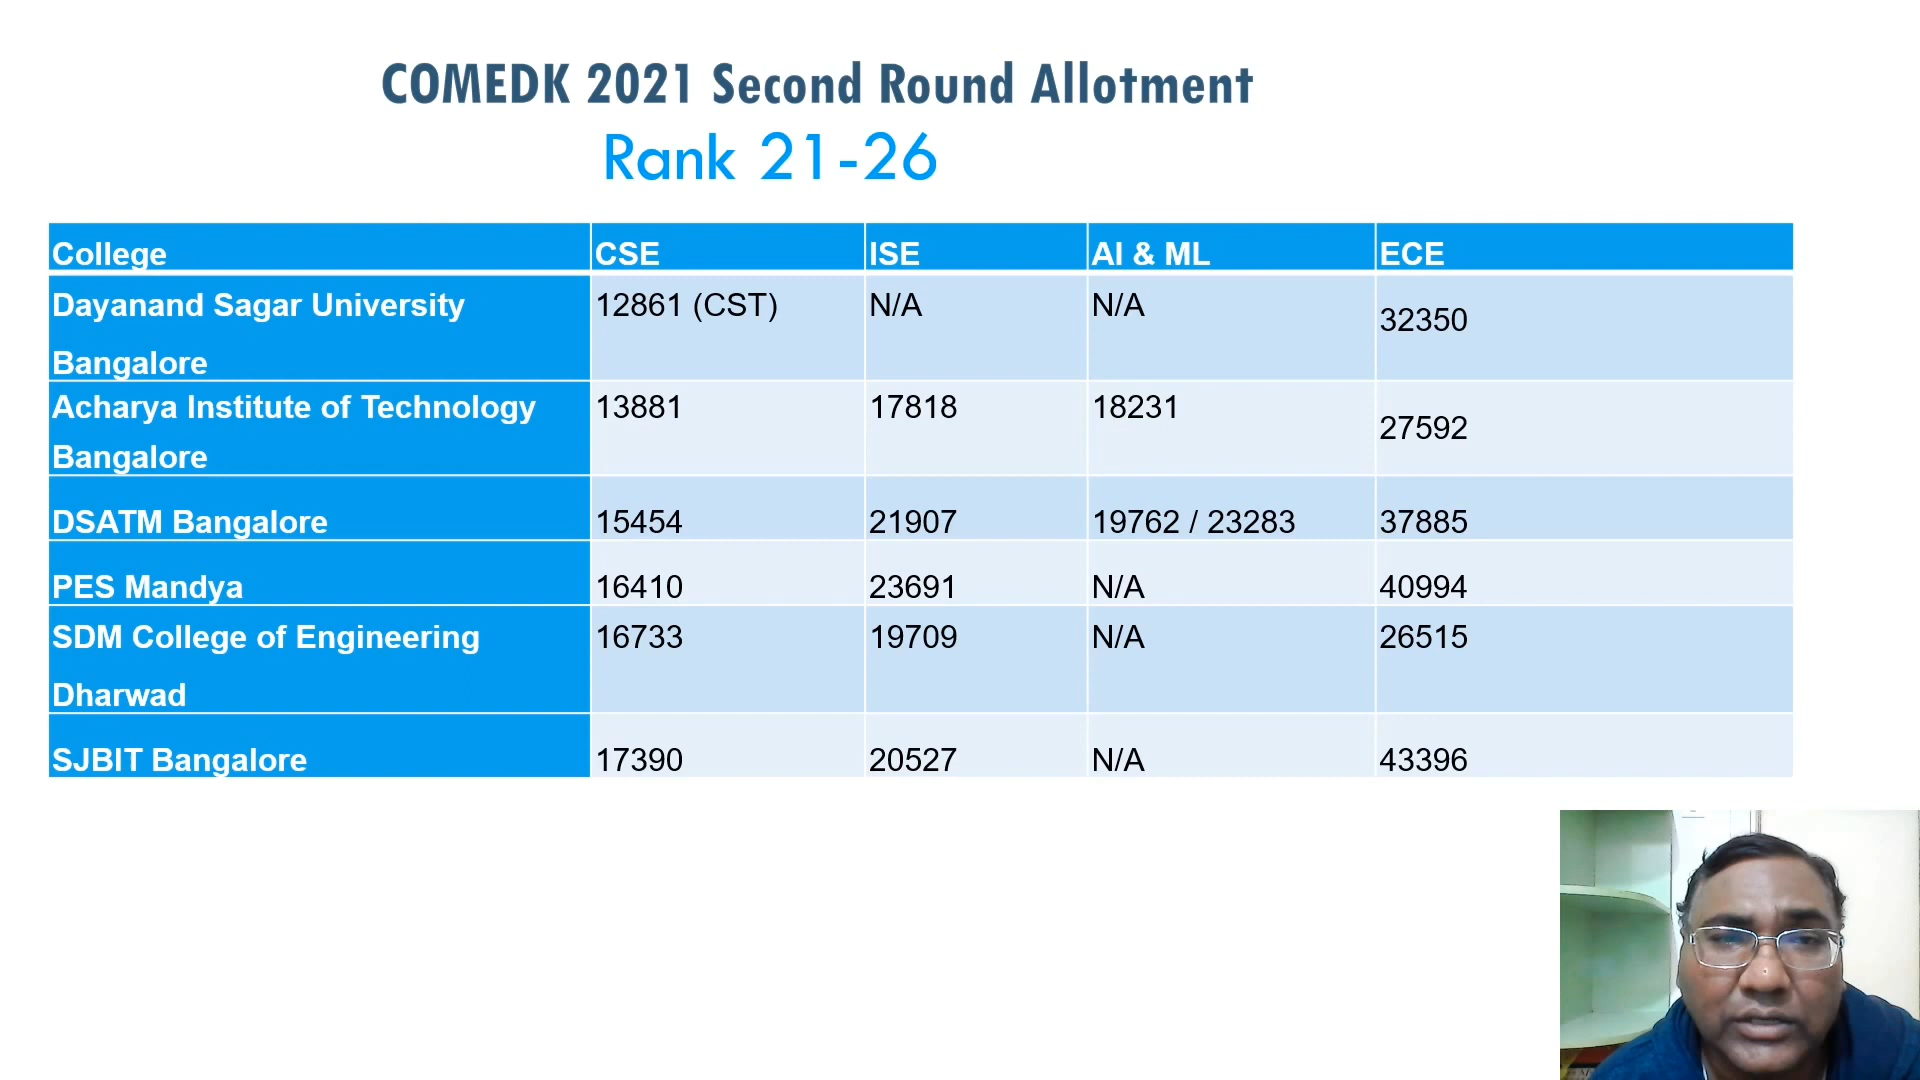 COMEDK 2021 Second Round Allotment
Rank 21-26
College CSE ISE AI & ML ECE
Dayanand Sagar University Bangalore 12861 (CST) N/A N/A 32350
Acharya Institute of Technology Bangalore 13881 17818 18231 27592
DSATM Bangalore 15454 21907 19762 / 23283 37885
PES Mandya 16410 23691 N/A 40994
SDM College of Engineering Dharwad 16733 19709 N/A 26515
SJBIT Bangalore 17390 20527 N/A 43396